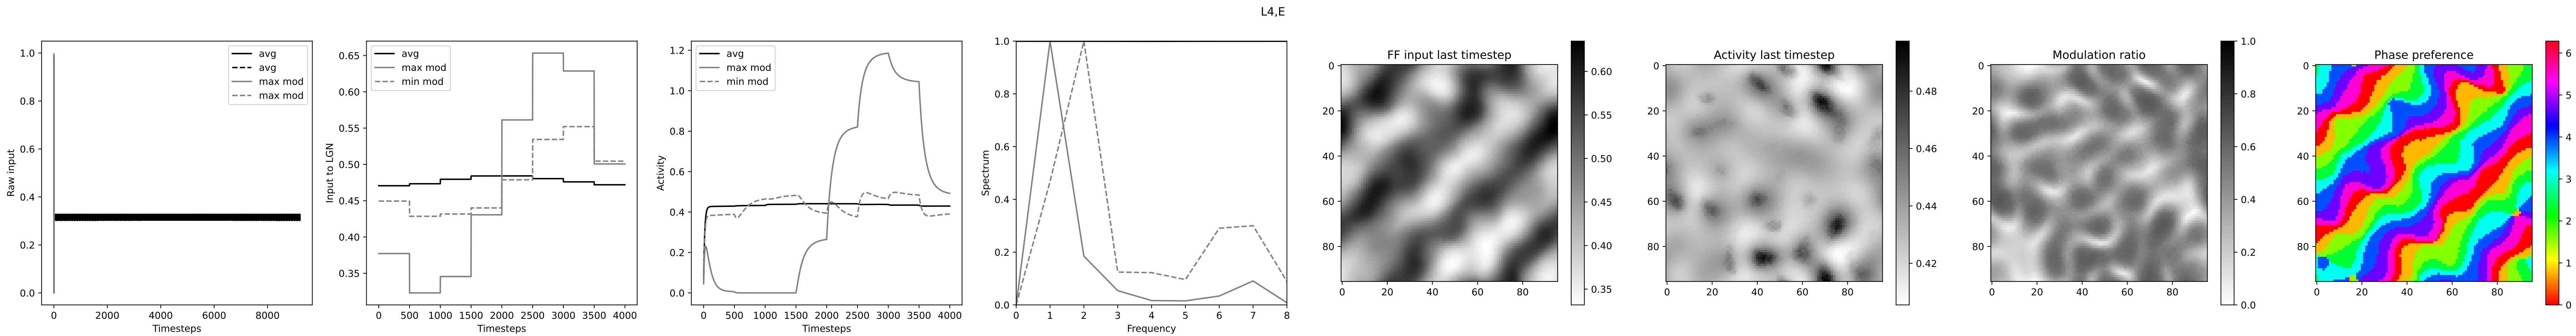 L4,E
Raw input
1.0
0.8
0.6
0.4
0.2
0.0
avg
avg
max mod
max mod
0 2000 4000 6000 8000
Timesteps
Input to LGN
0.65
0.60
0.55
0.50
0.45
0.40
0.35
avg
max mod
min mod
0 500 1000 1500 2000 2500 3000 3500 4000
Timesteps
Activity
1.2
1.0
0.8
0.6
0.4
0.2
0.0
avg
max mod
min mod
0 500 1000 1500 2000 2500 3000 3500 4000
Timesteps
Spectrum
1.0
0.8
0.6
0.4
0.2
0.0
0 1 2 3 4 5 6 7 8
Frequency
FF input last timestep
0
20
40
60
80
0 20 40 60 80
0.60
0.55
0.50
0.45
0.40
0.35
Activity last timestep
0
20
40
60
80
0 20 40 60 80
0.48
0.46
0.44
0.42
Modulation ratio
0
20
40
60
80
0 20 40 60 80
1.0
0.8
0.6
0.4
0.2
0.0
Phase preference
0
20
40
60
80
0 20 40 60 80
6
5
4
3
2
1
0